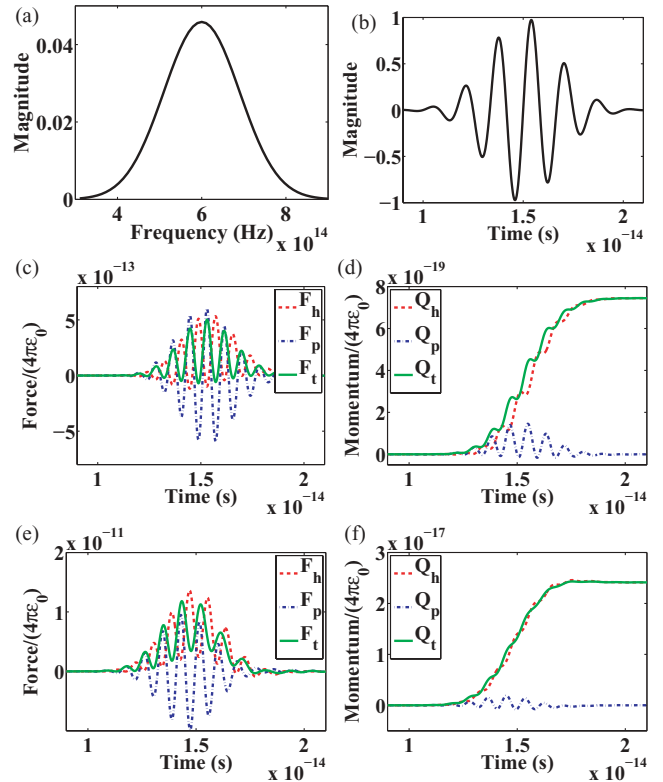 (a)
0.04
0.02
0
Magnitude
4
6
8
Frequency (Hz)
x 10^14
(b)
1
0.5
0
−0.5
−1
Magnitude
1
1.5
2
Time (s)
x 10^−14
(c)
x 10^−13
5
0
−5
Force/(4πε₀)
F_h
F_p
F_t
1
1.5
2
Time (s)
x 10^−14
(d)
x 10^−19
8
4
0
Momentum/(4πε₀)
Q_h
Q_p
Q_t
1
1.5
2
Time (s)
x 10^−14
(e)
x 10^−11
2
1
0
Force/(4πε₀)
F_h
F_p
F_t
1
1.5
2
Time (s)
x 10^−14
(f)
x 10^−17
3
2
0
Momentum/(4πε₀)
Q_h
Q_p
Q_t
1
1.5
2
Time (s)
x 10^−14